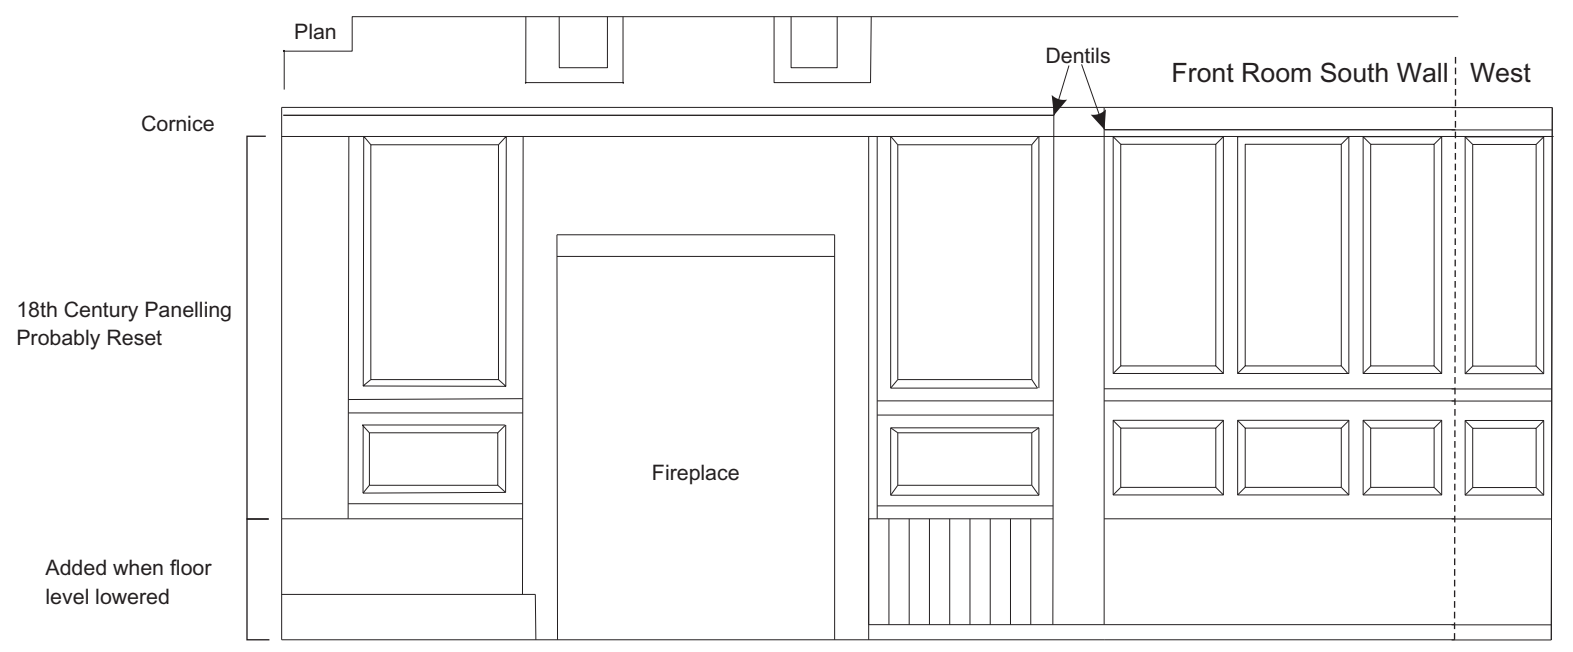 Plan
Dentils
Front Room South Wall
West
Cornice
18th Century Panelling
Probably Reset
Fireplace
Added when floor
level lowered